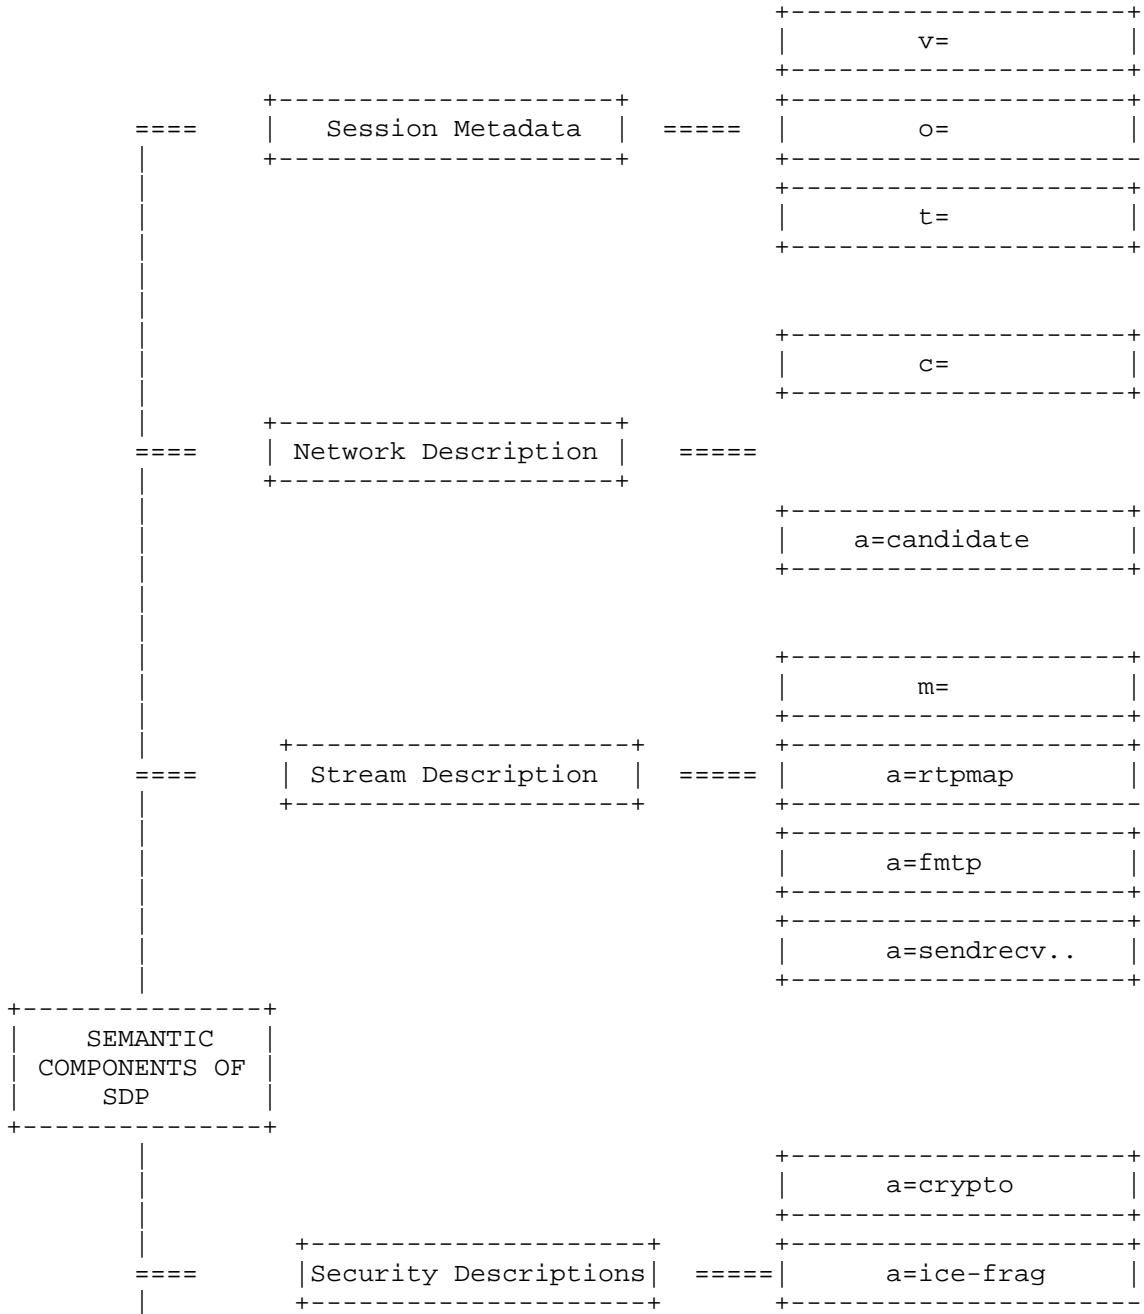 +---------------------+
                                                |        v=           |
                                                +---------------------+
                +---------------------+         +---------------------+
        ====    |   Session Metadata  |  =====  |        o=           |
        |       +---------------------+         +----------------------
        |                                       +---------------------+
        |                                       |        t=           |
        |                                       +---------------------+
        |
        |
        |                                       +---------------------+
        |                                       |        c=           |
        |                                       +---------------------+
        |       +---------------------+
        ====    | Network Description |   =====
        |       +---------------------+
        |                                       +---------------------+
        |                                       |    a=candidate      |
        |                                       +---------------------+
        |
        |
        |                                       +---------------------+
        |                                       |        m=           |
        |                                       +---------------------+
        |        +---------------------+        +---------------------+
        ====     | Stream Description  |  =====  |      a=rtpmap       |
        |        +---------------------+        +----------------------
        |                                       +---------------------+
        |                                       |      a=fmtp         |
        |                                       +---------------------+
        |                                       +---------------------+
        |                                       |      a=sendrecv..   |
        |                                       +---------------------+
+---------------+
|    SEMANTIC   |
| COMPONENTS OF |
|     SDP       |
+---------------+
        |                                       +---------------------+
        |                                       |      a=crypto       |
        |                                       +---------------------+
        |         +---------------------+       +---------------------+
        ====      |Security Descriptions|  =====|      a=ice-frag     |
        |         +---------------------+       +----------------------